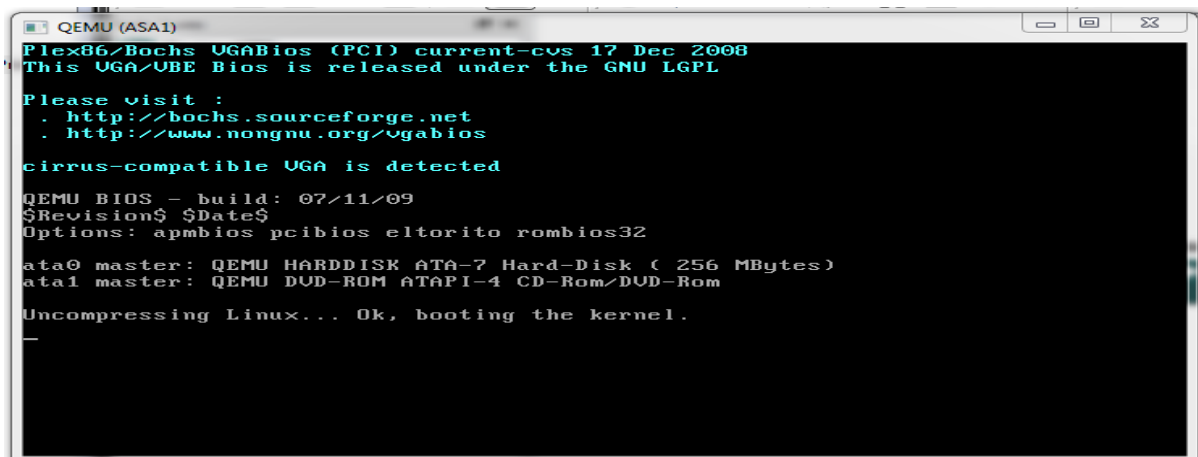 QEMU (ASA1)
Plex86/Bochs VGABios (PCI) current-cvs 17 Dec 2008
This VGA/VBE Bios is released under the GNU LGPL
Please visit :
. http://bochs.sourceforge.net
. http://www.nongnu.org/vgabios
cirrus-compatible VGA is detected
QEMU BIOS - build: 07/11/09
$Revision$ $Date$
Options: apmbios pcibios eltorito rombios32
ata0 master: QEMU HARDDISK ATA-7 Hard-Disk ( 256 MBytes)
ata1 master: QEMU DVD-ROM ATAPI-4 CD-Rom/DVD-Rom
Uncompressing Linux... Ok, booting the kernel.